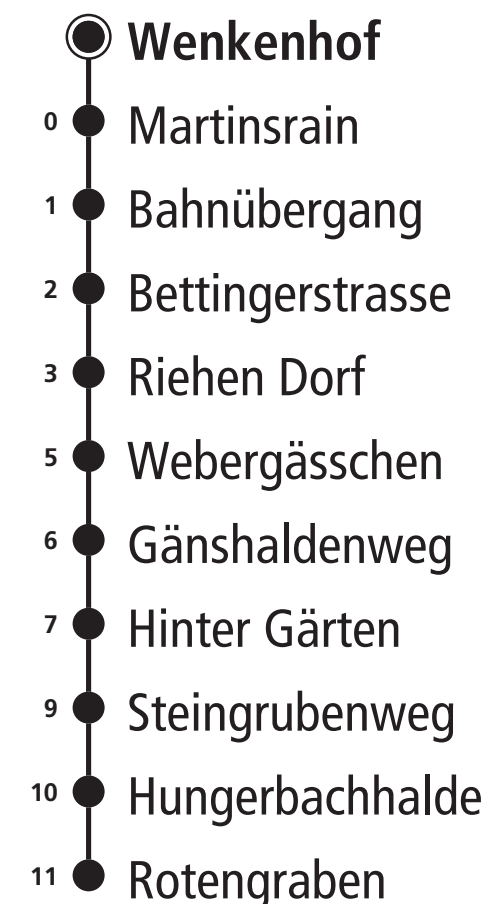 Wenkenhof
0 Martinsrain
1 Bahnübergang
2 Bettingerstrasse
3 Riehen Dorf
5 Webergässchen
6 Gänshaldenweg
7 Hinter Gärten
9 Steingrubenweg
10 Hungerbachhalde
11 Rotengraben